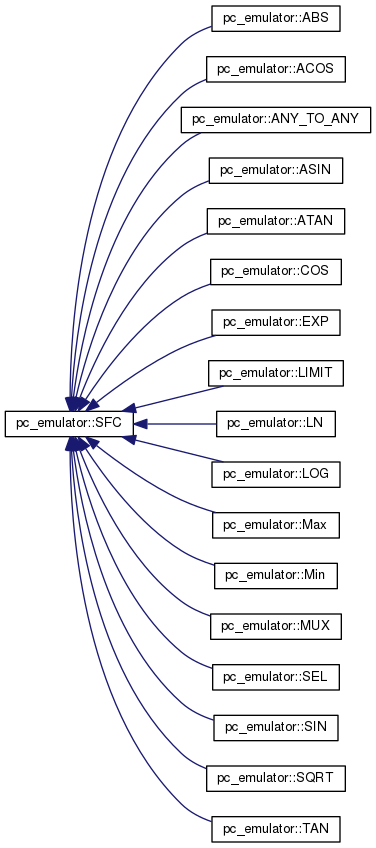 pc_emulator::ABS
pc_emulator::ACOS
pc_emulator::ANY_TO_ANY
pc_emulator::ASIN
pc_emulator::ATAN
pc_emulator::COS
pc_emulator::EXP
pc_emulator::LIMIT
pc_emulator::SFC
pc_emulator::LN
pc_emulator::LOG
pc_emulator::Max
pc_emulator::Min
pc_emulator::MUX
pc_emulator::SEL
pc_emulator::SIN
pc_emulator::SQRT
pc_emulator::TAN